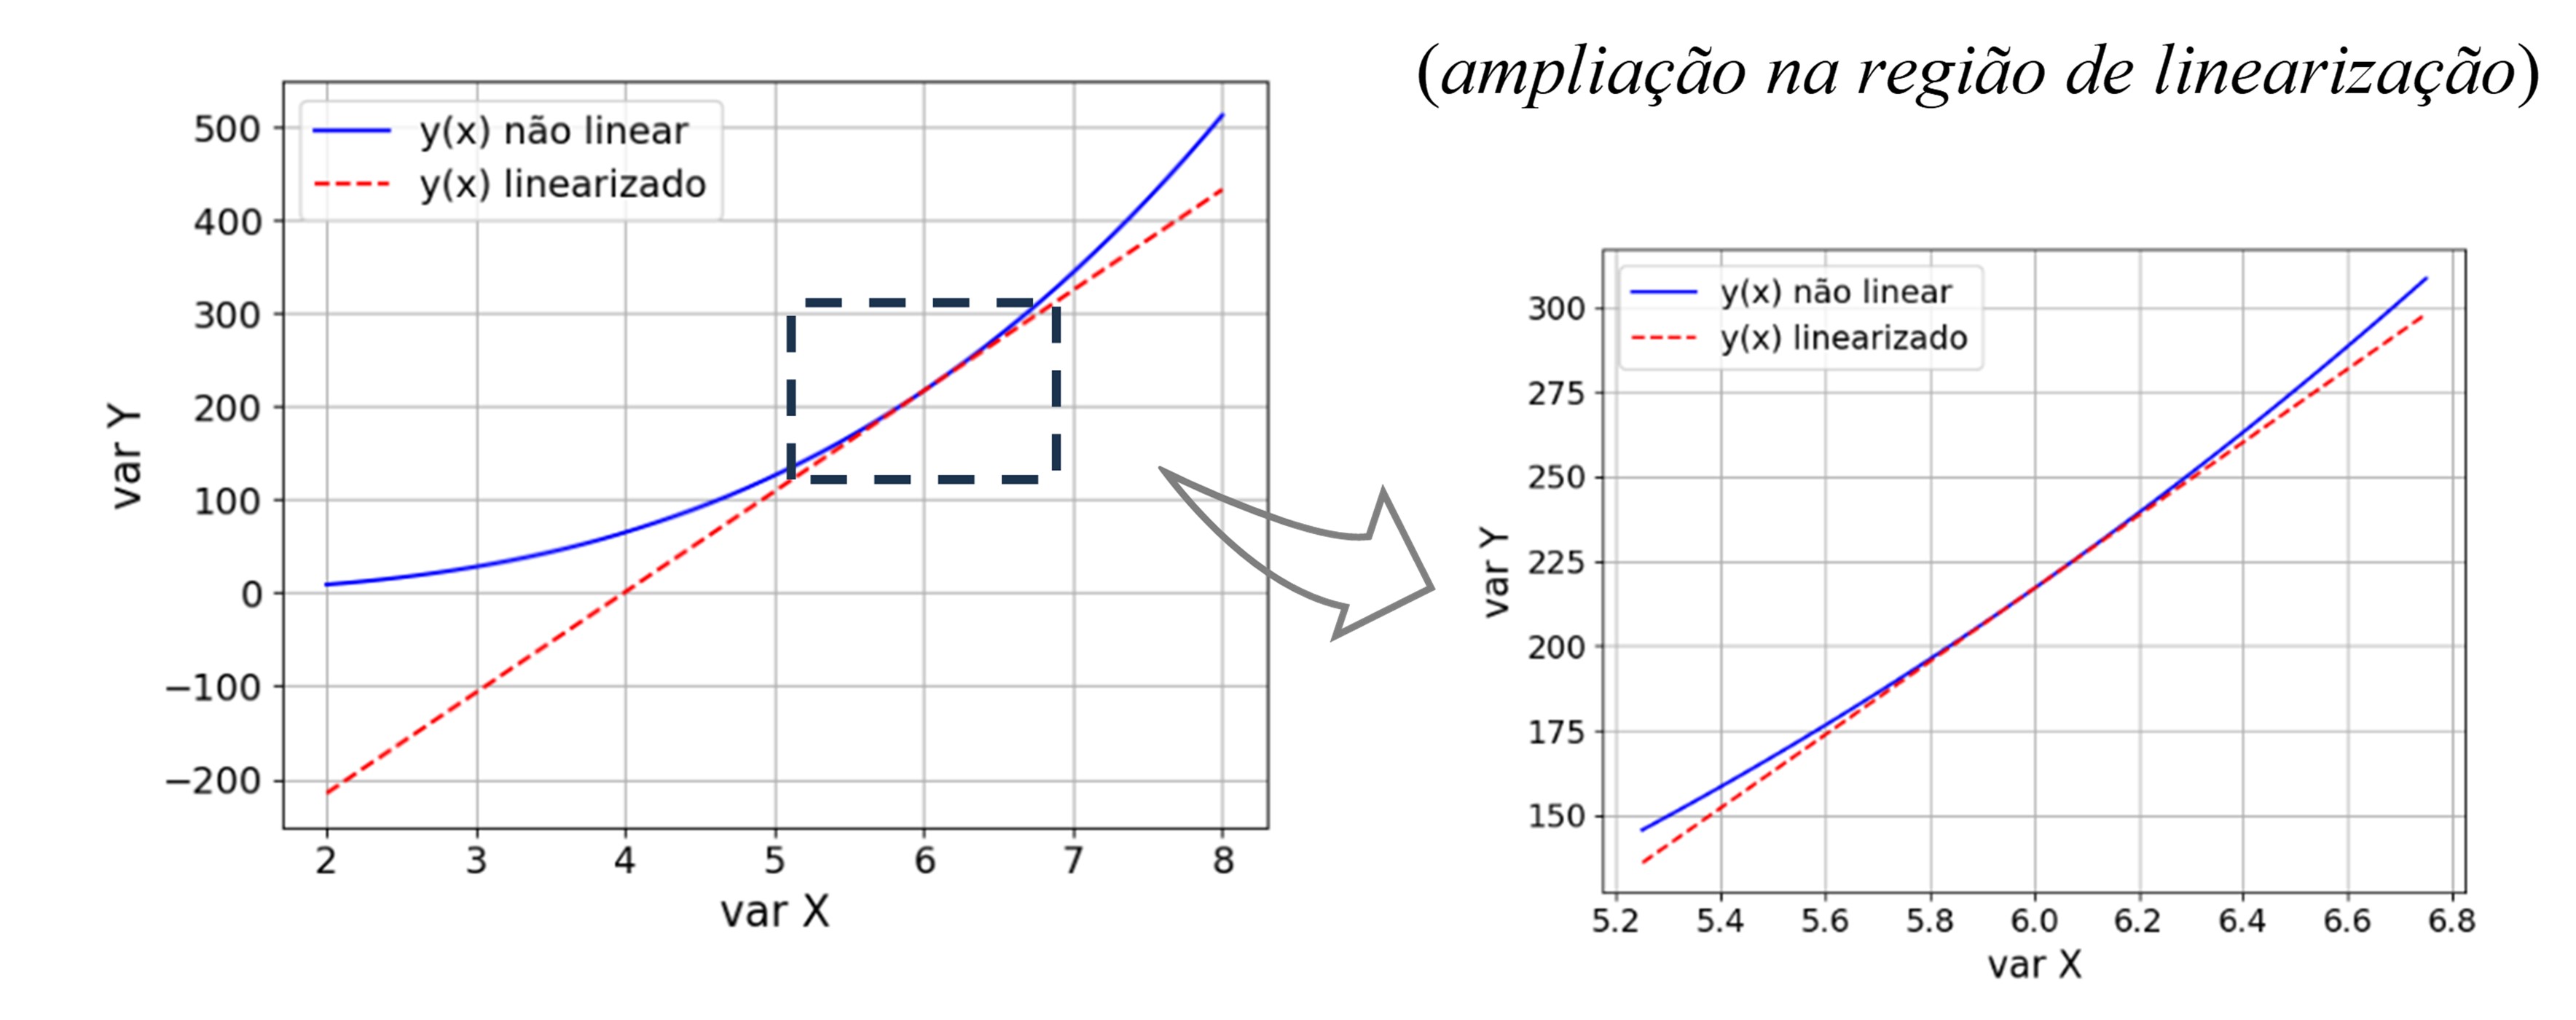 (ampliação na região de linearização)
y(x) não linear
y(x) linearizado
500
400
300
200
100
0
−100
−200
var Y
2 3 4 5 6 7 8
var X
y(x) não linear
y(x) linearizado
300
275
250
225
200
175
150
var Y
5.2 5.4 5.6 5.8 6.0 6.2 6.4 6.6 6.8
var X